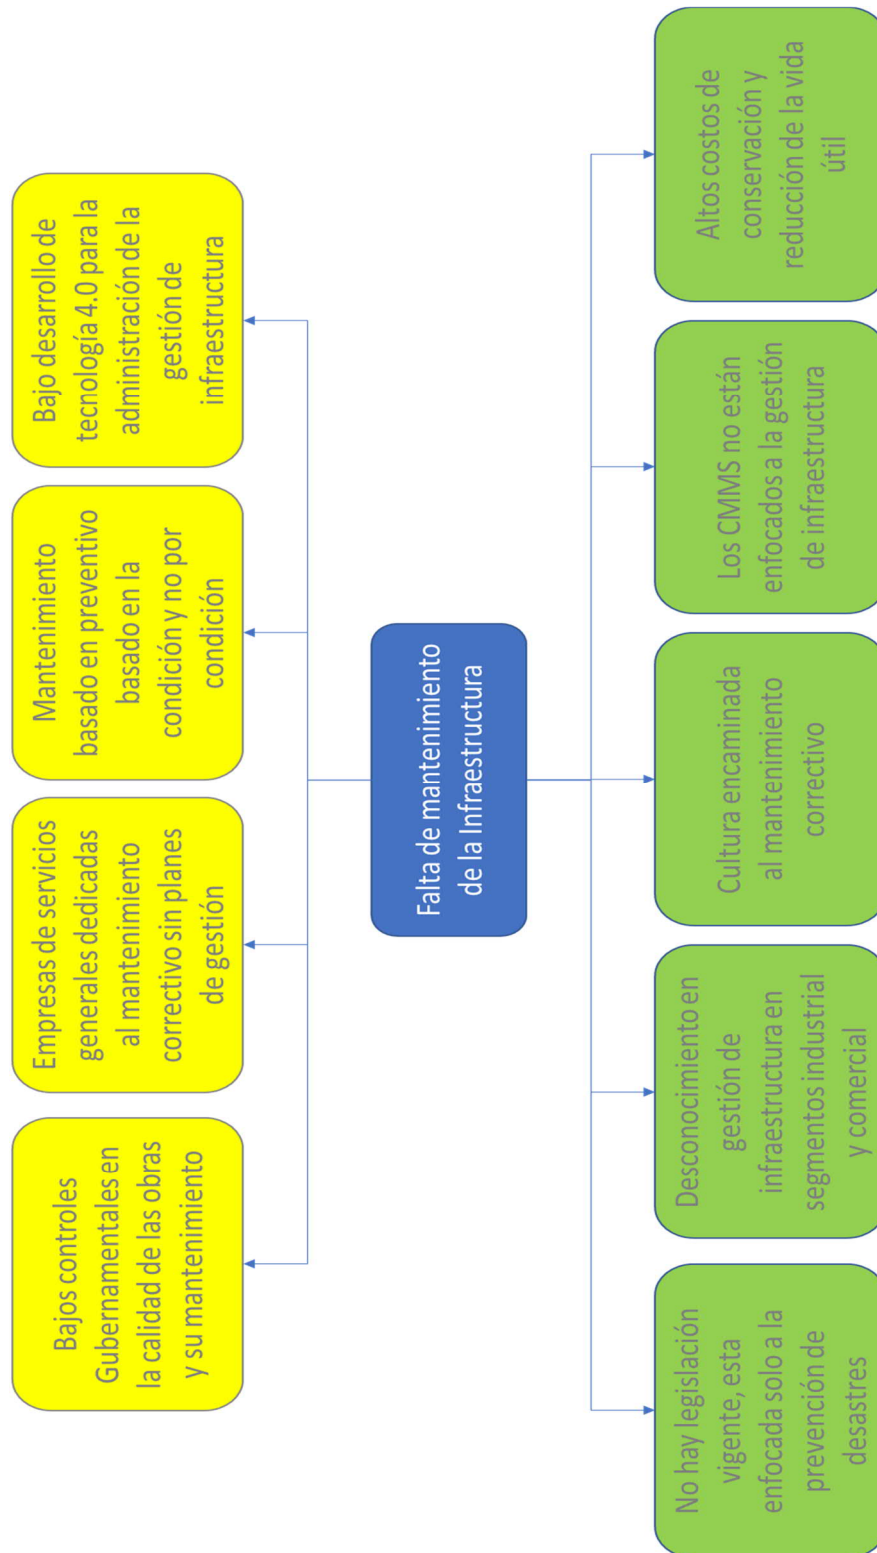 Bajos controles
Gubernamentales en
la calidad de las obras
y su mantenimiento
Empresas de servicios
generales dedicadas
al mantenimiento
correctivo sin planes
de gestión
Mantenimiento
basado en preventivo
basado en la
condición y no por
condición
Bajo desarrollo de
tecnología 4.0 para la
administración de la
gestión de
infraestructura
Falta de mantenimiento
de la Infraestructura
No hay legislación
vigente, esta
enfocada solo a la
prevención de
desastres
Desconocimiento en
gestión de
infraestructura en
segmentos industrial
y comercial
Cultura encaminada
al mantenimiento
correctivo
Los CMMS no están
enfocados a la gestión
de infraestructura
Altos costos de
conservación y
reducción de la vida
útil